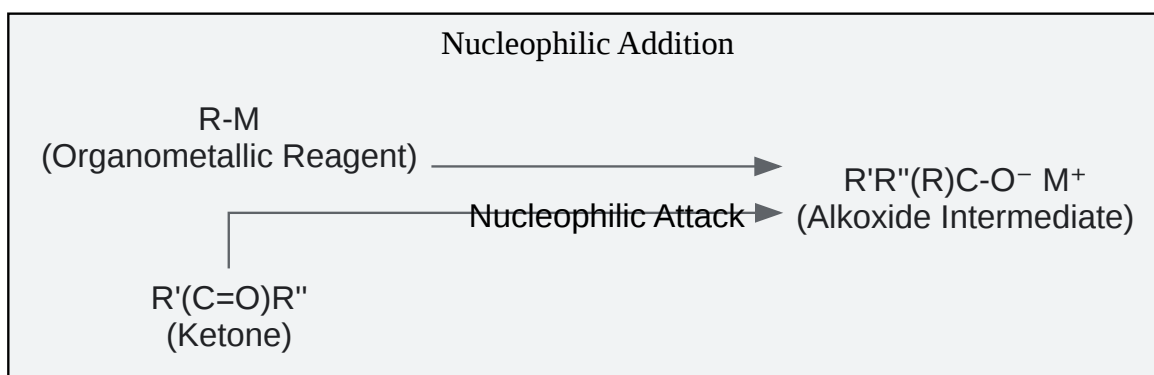 Nucleophilic Addition
R-M
(Organometallic Reagent)
R'R"(R)C-O⁻ M⁺
(Alkoxide Intermediate)
Nucleophilic Attack
R'(C=O)R"
(Ketone)